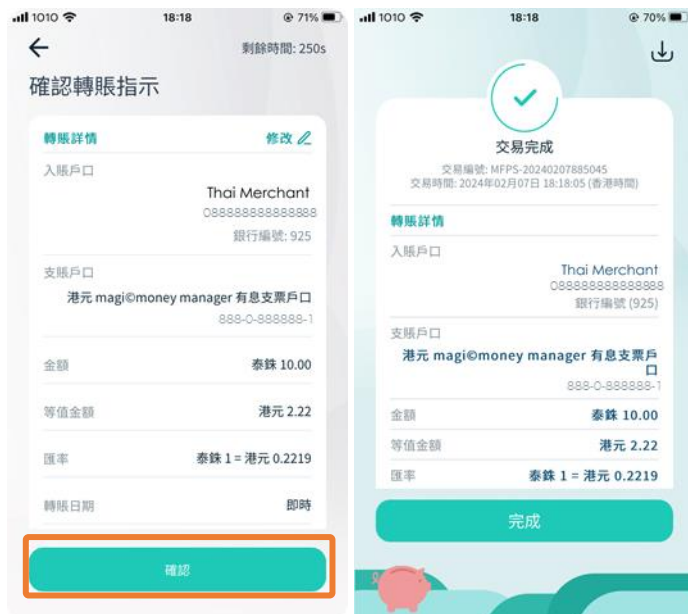 1010 18:18 71%
剩餘時間: 250s
確認轉賬指示
轉賬詳情 修改
入賬戶口
Thai Merchant
088888888888888
銀行編號: 925
支賬戶口
港元 magi©money manager 有息支票戶口
888-0-888888-1
金額 泰銖 10.00
等值金額 港元 2.22
匯率 泰銖 1 = 港元 0.2219
轉賬日期 即時
確認
1010 18:18 70%
交易完成
交易編號: MFPS-20240207885045
交易時間: 2024年02月07日 18:18:05 (香港時間)
轉賬詳情
入賬戶口
Thai Merchant
088888888888888
銀行編號 (925)
支賬戶口
港元 magi©money manager 有息支票戶
口
888-0-888888-1
金額 泰銖 10.00
等值金額 港元 2.22
匯率 泰銖 1 = 港元 0.2219
完成